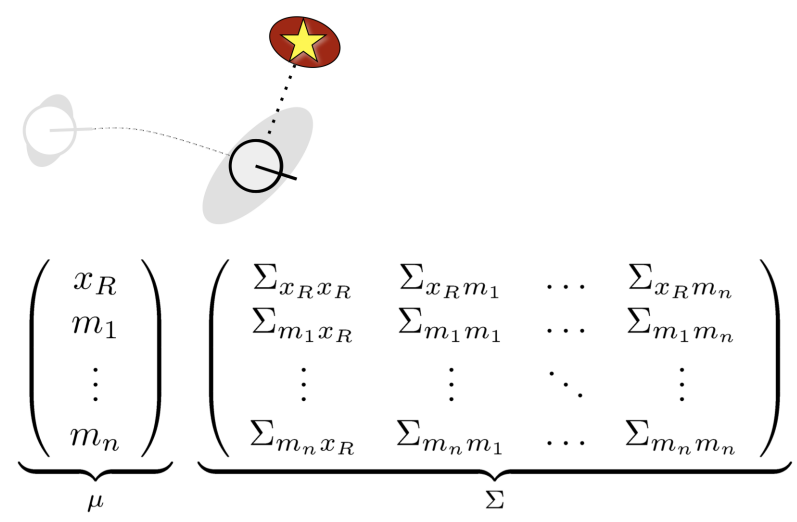 x_R Σ_{x_R x_R} Σ_{x_R m_1} … Σ_{x_R m_n}
m_1 Σ_{m_1 x_R} Σ_{m_1 m_1} … Σ_{m_1 m_n}
⋮ ⋮ ⋮ ⋱ ⋮
m_n Σ_{m_n x_R} Σ_{m_n m_1} … Σ_{m_n m_n}
μ Σ